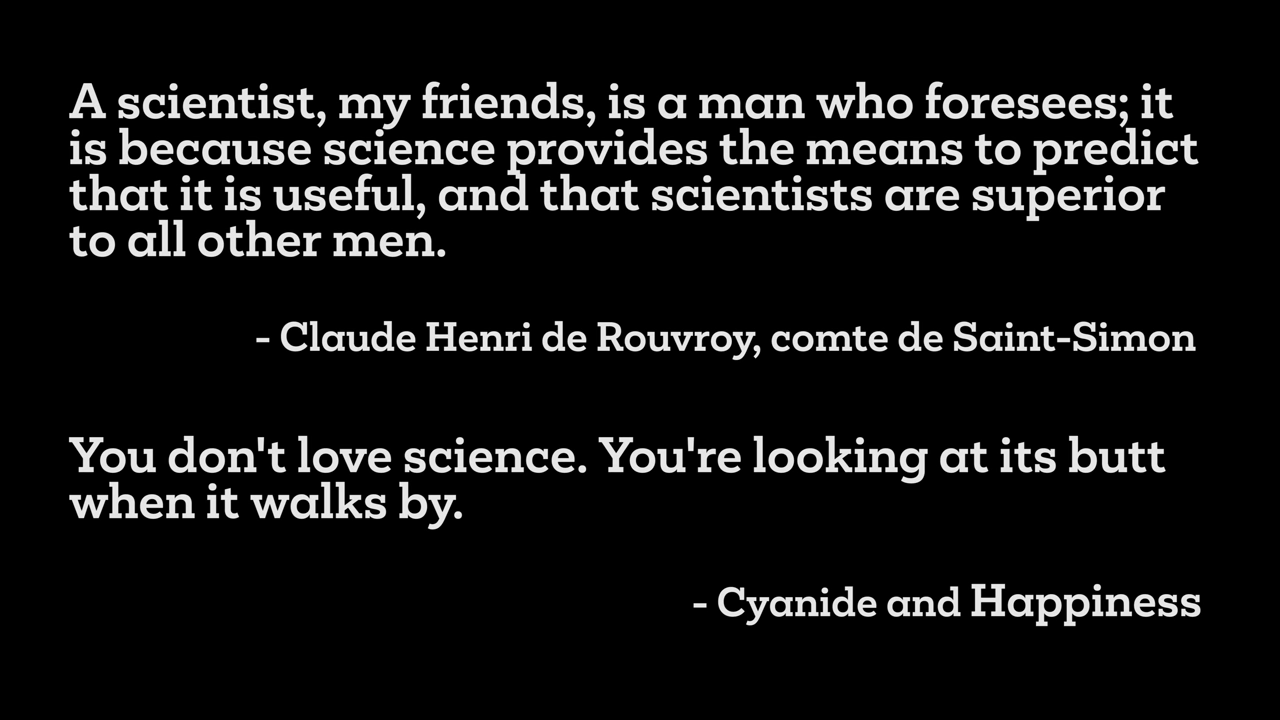 A scientist, my friends, is a man who foresees; it
is because science provides the means to predict
that it is useful, and that scientists are superior
to all other men.
- Claude Henri de Rouvroy, comte de Saint-Simon
You don't love science. You're looking at its butt
when it walks by.
- Cyanide and Happiness